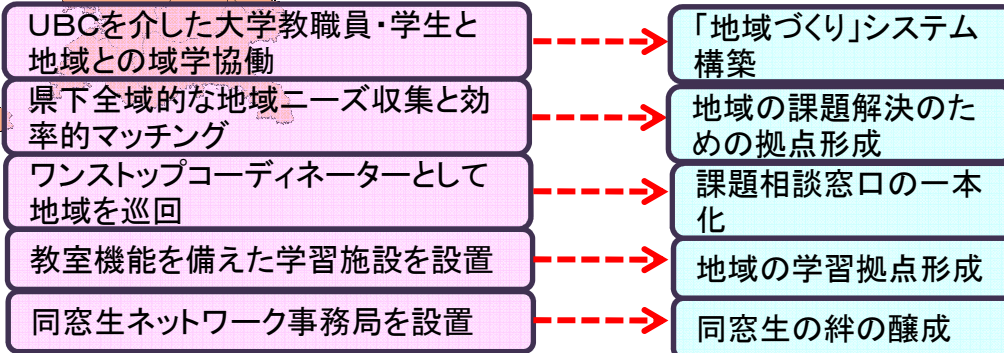 UBCを介した大学教職員・学生と
地域との域学協働
「地域づくり」システム
構築
県下全域的な地域ニーズ収集と効
率的マッチング
地域の課題解決のた
めの拠点形成
ワンストップコーディネーターとして
地域を巡回
課題相談窓口の一本
化
教室機能を備えた学習施設を設置
地域の学習拠点形成
同窓生ネットワーク事務局を設置
同窓生の絆の醸成